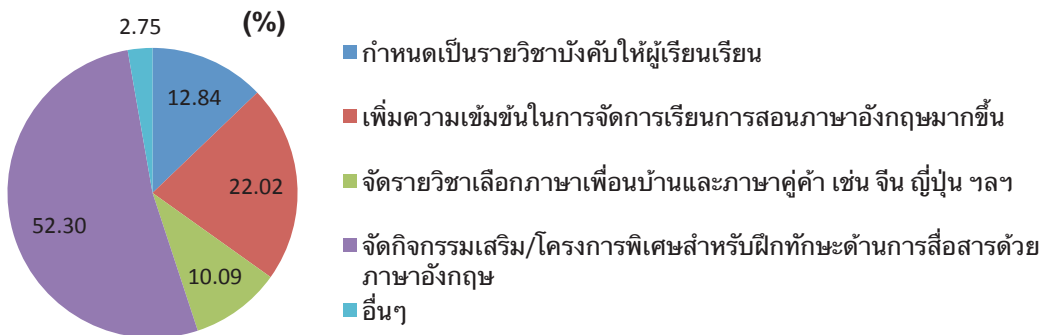 (%)
2.75
12.84
22.02
10.09
52.30
กำหนดเป็นรายวิชาบังคับให้ผู้เรียนเรียน
เพิ่มความเข้มข้นในการจัดการเรียนการสอนภาษาอังกฤษมากขึ้น
จัดรายวิชาเลือกภาษาเพื่อนบ้านและภาษาคู่ค้า เช่น จีน ญี่ปุ่น ฯลฯ
จัดกิจกรรมเสริม/โครงการพิเศษสำหรับฝึกทักษะด้านการสื่อสารด้วย
ภาษาอังกฤษ
อื่นๆ